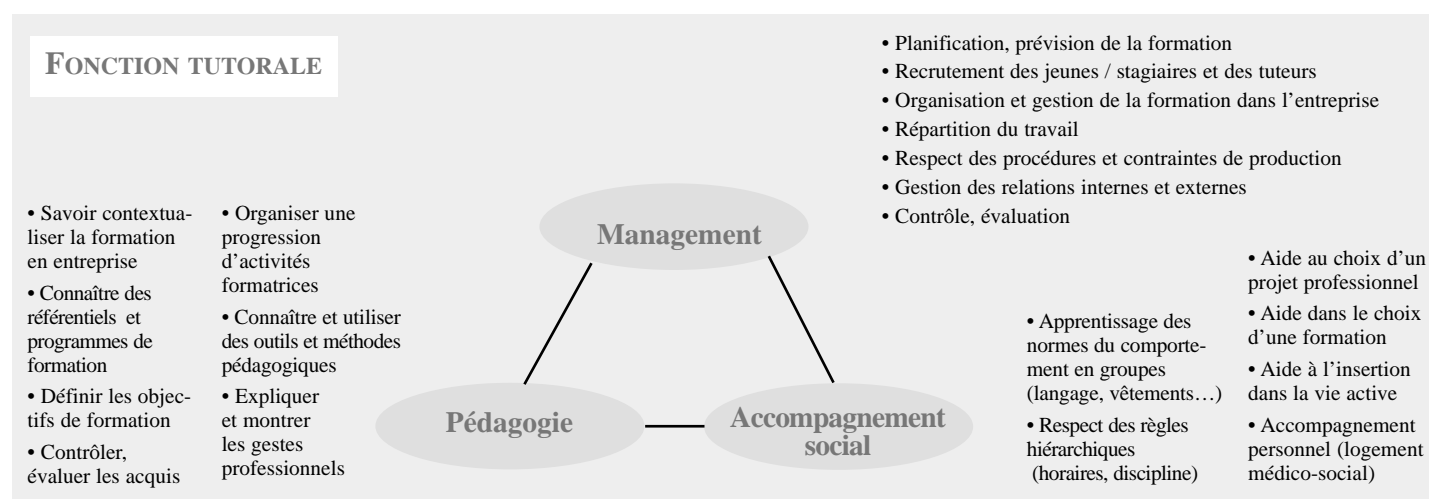 FONCTION TUTORALE
• Planification, prévision de la formation
• Recrutement des jeunes / stagiaires et des tuteurs
• Organisation et gestion de la formation dans l’entreprise
• Répartition du travail
• Respect des procédures et contraintes de production
• Gestion des relations internes et externes
• Contrôle, évaluation
Management
• Savoir contextua-
liser la formation
en entreprise
• Connaître des
référentiels et
programmes de
formation
• Définir les objec-
tifs de formation
• Contrôler,
évaluer les acquis
• Organiser une
progression
d’activités
formatrices
• Connaître et utiliser
des outils et méthodes
pédagogiques
• Expliquer
et montrer
les gestes
professionnels
Pédagogie
Accompagnement
social
• Apprentissage des
normes du comporte-
ment en groupes
(langage, vêtements…)
• Respect des règles
hiérarchiques
(horaires, discipline)
• Aide au choix d’un
projet professionnel
• Aide dans le choix
d’une formation
• Aide à l’insertion
dans la vie active
• Accompagnement
personnel (logement
médico-social)